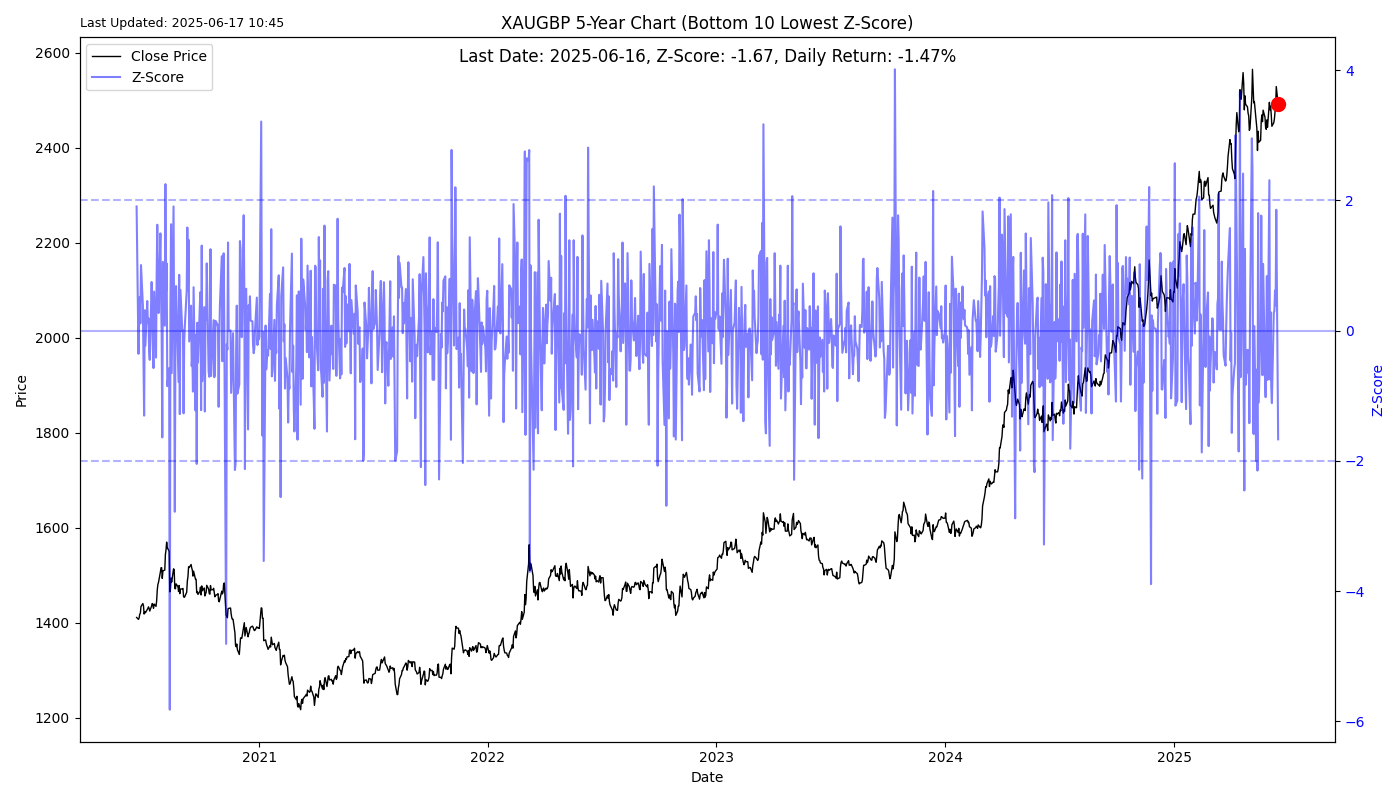 Last Updated: 2025-06-17 10:45
XAUGBP 5-Year Chart (Bottom 10 Lowest Z-Score)
Last Date: 2025-06-16, Z-Score: -1.67, Daily Return: -1.47%
Close Price
Z-Score
Price
2600
2400
2200
2000
1800
1600
1400
1200
4
2
0
−2
−4
−6
Z-Score
2021 2022 2023 2024 2025
Date